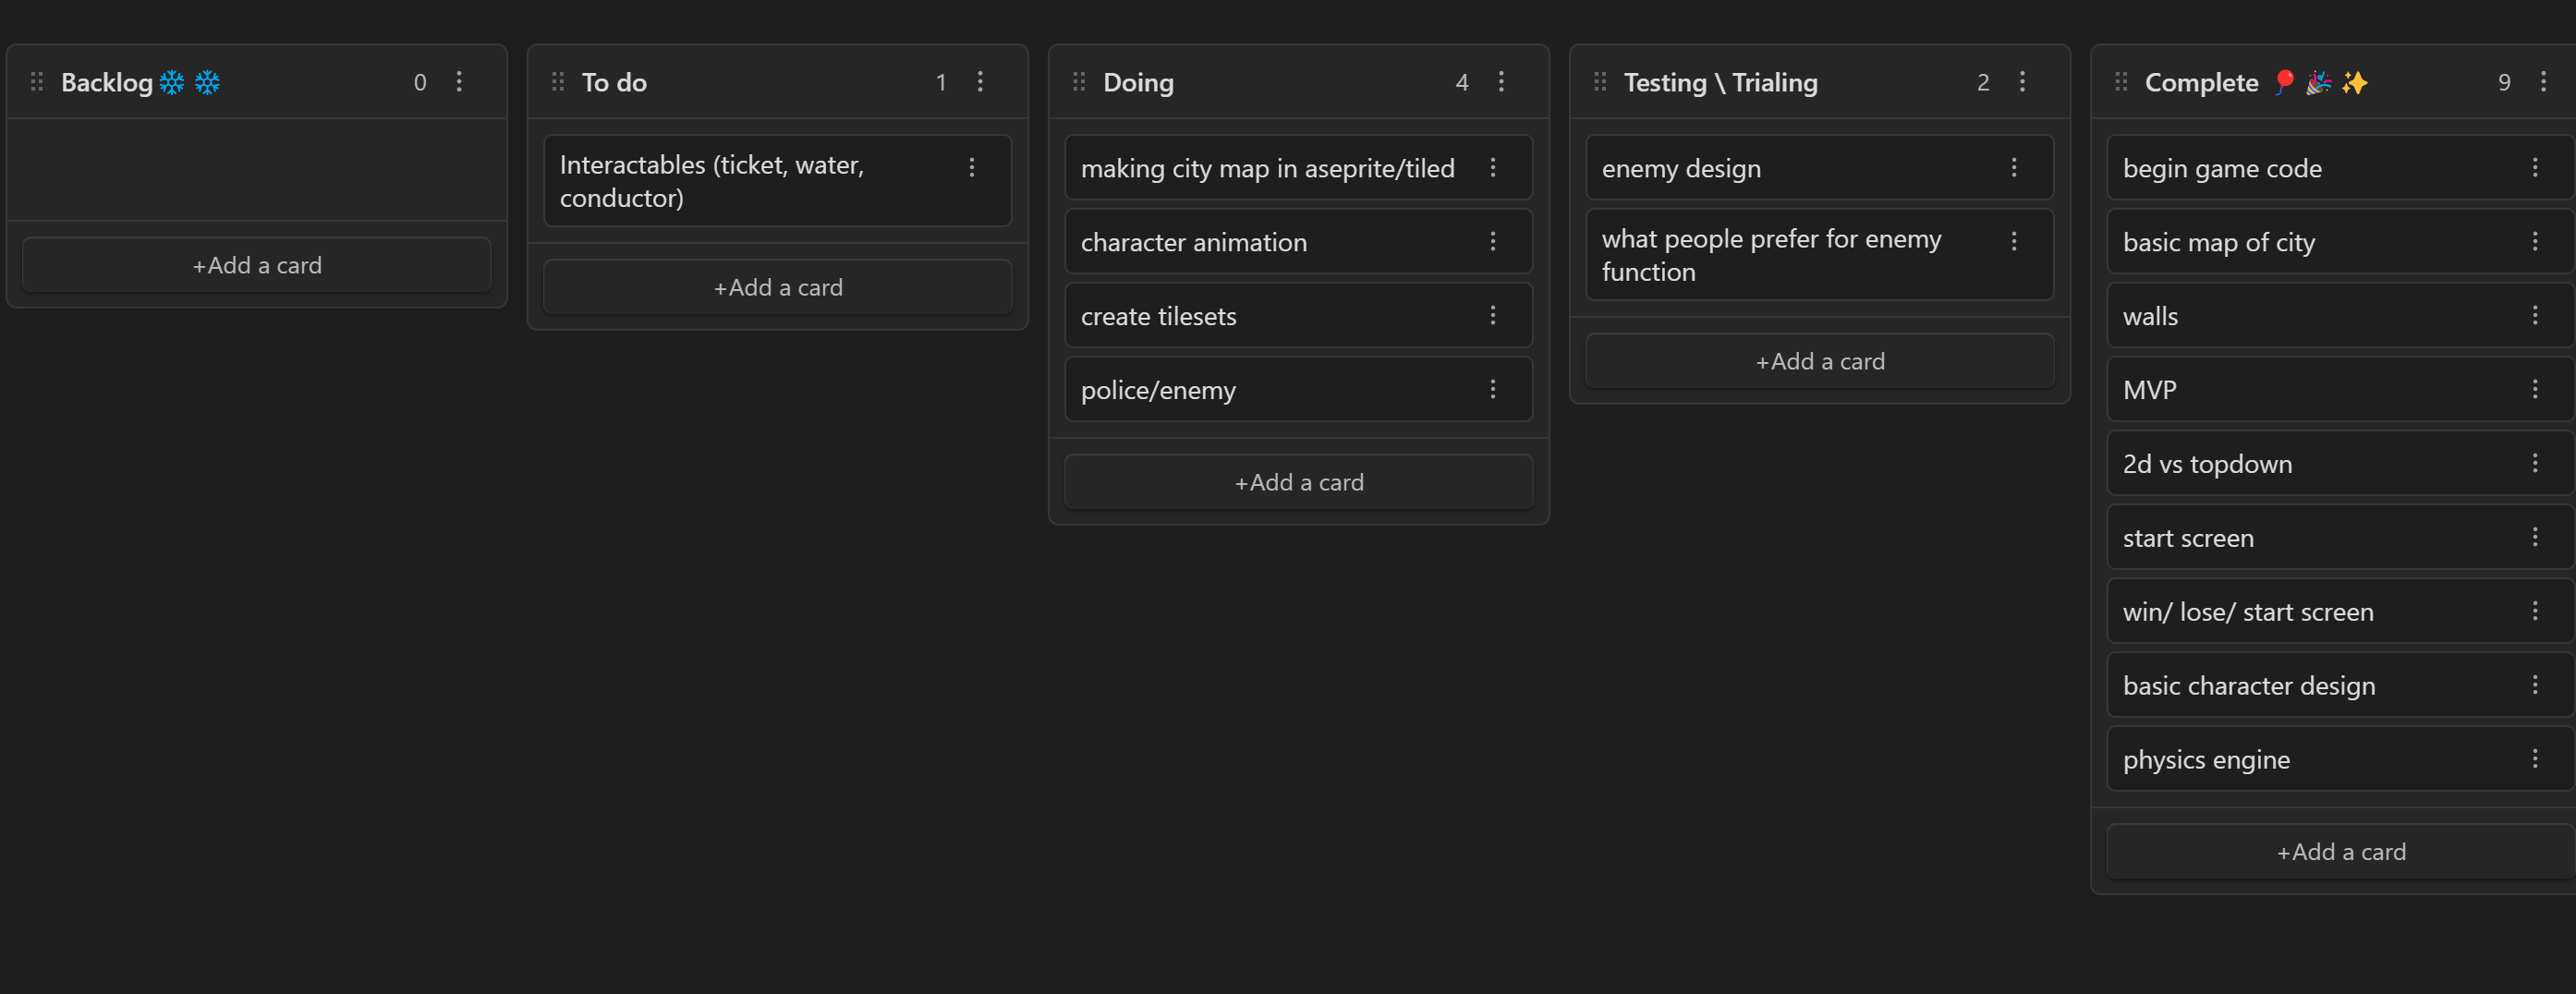 Backlog❄️ ❄️ 0
+Add a card
To do 1
Interactables (ticket, water,
conductor)
+Add a card
Doing 4
making city map in aseprite/tiled
character animation
create tilesets
police/enemy
+Add a card
Testing \ Trialing 2
enemy design
what people prefer for enemy
function
+Add a card
Complete 🎈 🎉 ✨ 9
begin game code
basic map of city
walls
MVP
2d vs topdown
start screen
win/ lose/ start screen
basic character design
physics engine
+Add a card